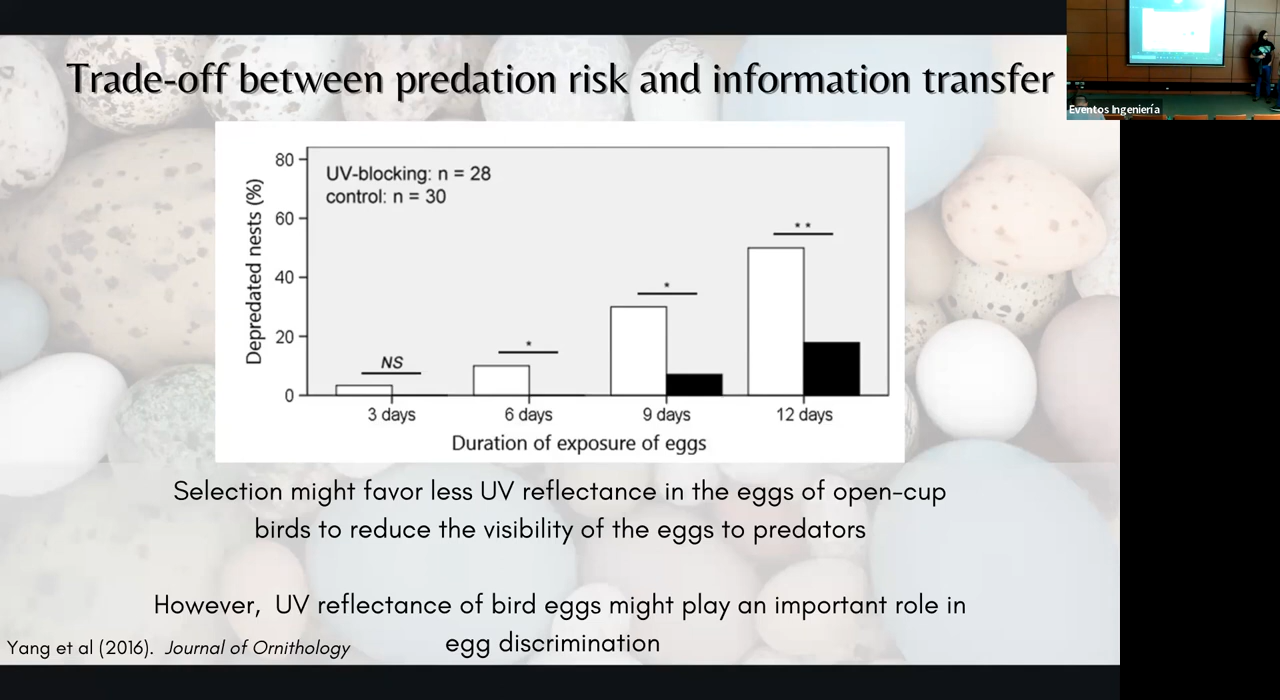 Trade-off between predation risk and information transfer
Eventos Ingeniería
UV-blocking: n = 28
control: n = 30
Depredated nests (%)
80
60
40
20
0
NS
*
*
* *
3 days
6 days
9 days
12 days
Duration of exposure of eggs
Selection might favor less UV reflectance in the eggs of open-cup
birds to reduce the visibility of the eggs to predators
However, UV reflectance of bird eggs might play an important role in
egg discrimination
Yang et al (2016). Journal of Ornithology